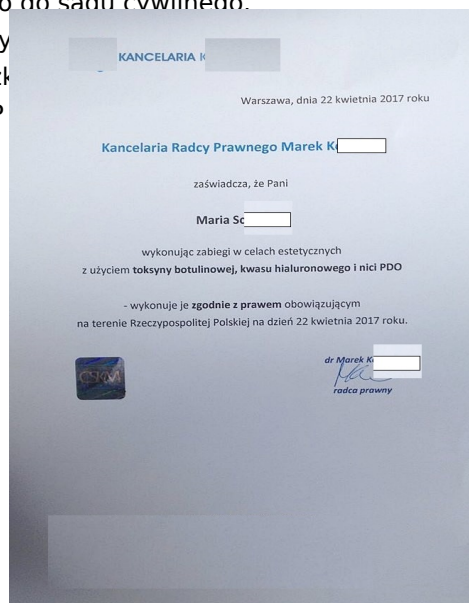 do sądu cywilnego.
KANCELARIA K
Warszawa, dnia 22 kwietnia 2017 roku
Kancelaria Radcy Prawnego Marek K
zaświadcza, że Pani
Maria Sc
wykonując zabiegi w celach estetycznych
z użyciem toksyny botulinowej, kwasu hialuronowego i nici PDO
- wykonuje je zgodnie z prawem obowiązującym
na terenie Rzeczypospolitej Polskiej na dzień 22 kwietnia 2017 roku.
CSKM
dr Marek K
radca prawny